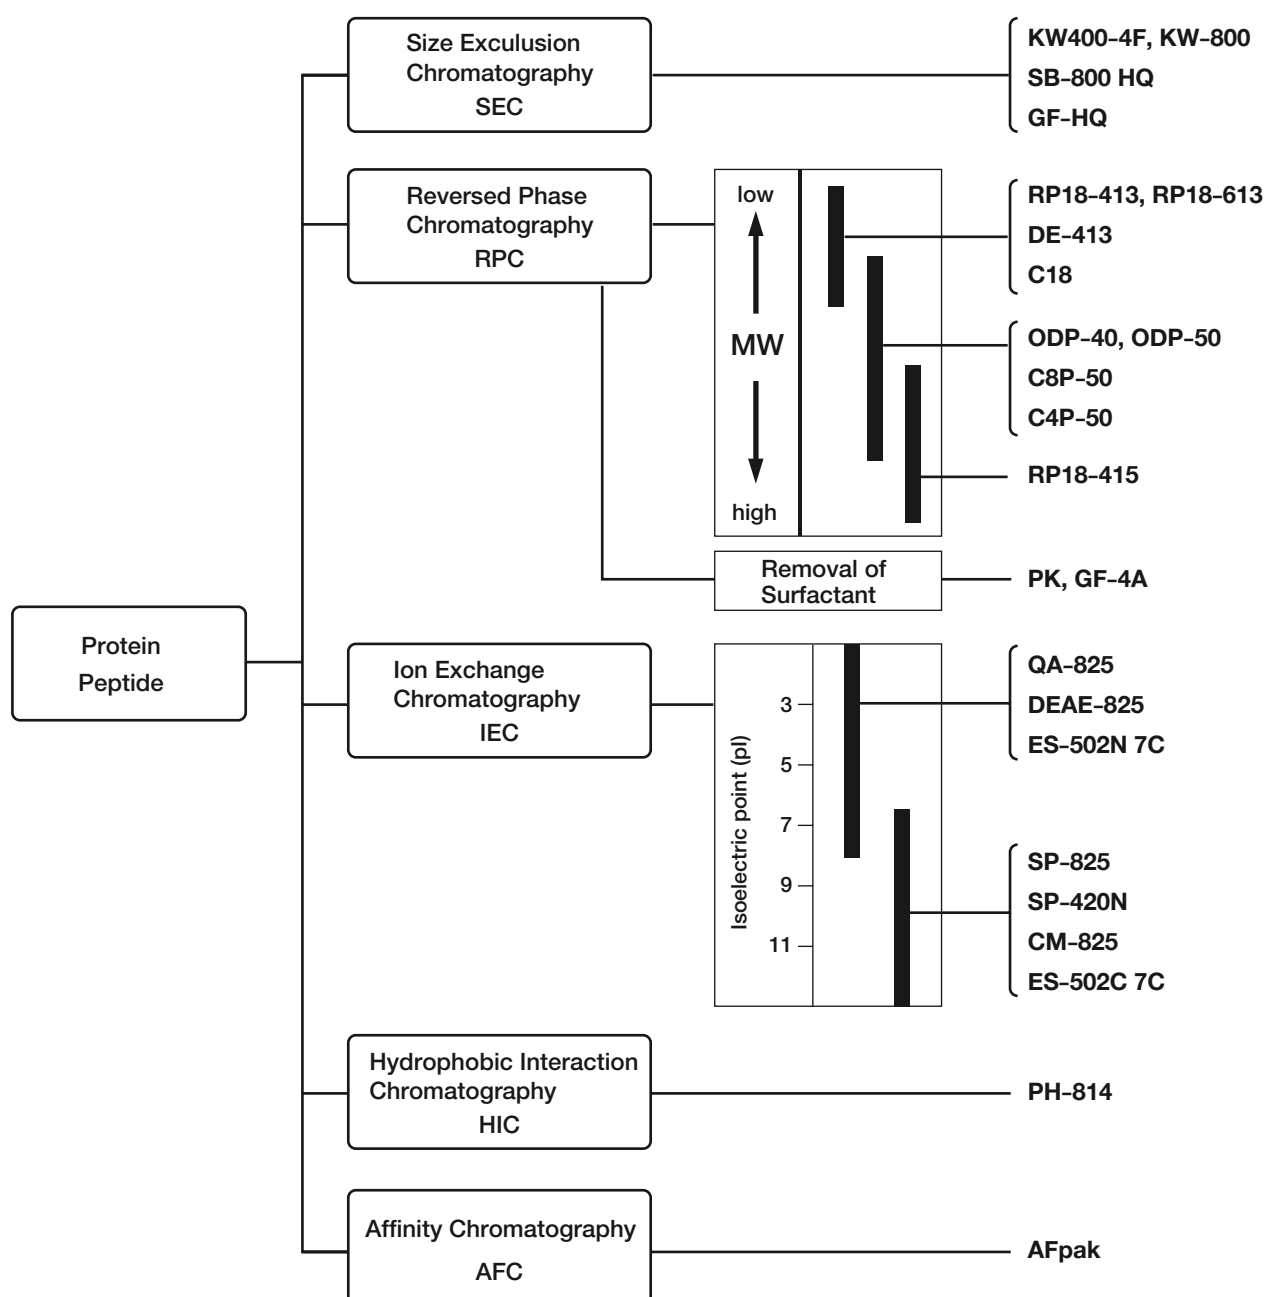 Size Exculusion
Chromatography
SEC
KW400-4F, KW-800
SB-800 HQ
GF-HQ
Reversed Phase
Chromatography
RPC
low
MW
high
RP18-413, RP18-613
DE-413
C18
ODP-40, ODP-50
C8P-50
C4P-50
RP18-415
Removal of
Surfactant
PK, GF-4A
Protein
Peptide
Ion Exchange
Chromatography
IEC
Isoelectric point (pI)
3
5
7
9
11
QA-825
DEAE-825
ES-502N 7C
SP-825
SP-420N
CM-825
ES-502C 7C
Hydrophobic Interaction
Chromatography
HIC
PH-814
Affinity Chromatography
AFC
AFpak